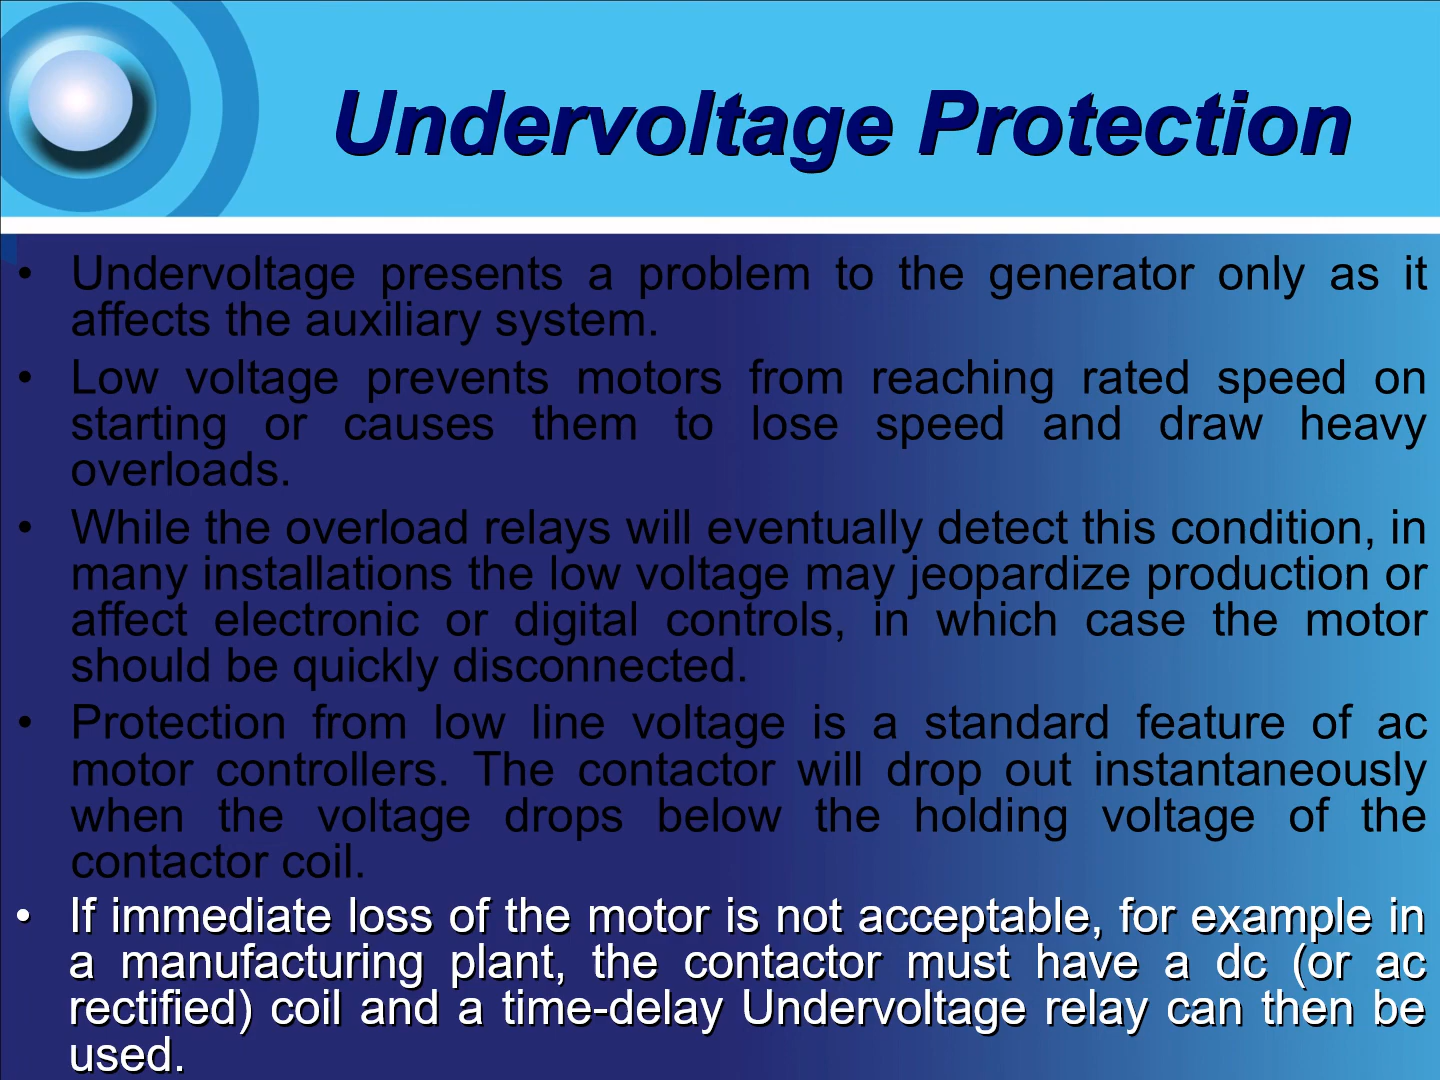 Undervoltage Protection
• Undervoltage presents a problem to the generator only as it
affects the auxiliary system.
• Low voltage prevents motors from reaching rated speed on
starting or causes them to lose speed and draw heavy
overloads.
• While the overload relays will eventually detect this condition, in
many installations the low voltage may jeopardize production or
affect electronic or digital controls, in which case the motor
should be quickly disconnected.
• Protection from low line voltage is a standard feature of ac
motor controllers. The contactor will drop out instantaneously
when the voltage drops below the holding voltage of the
contactor coil.
• If immediate loss of the motor is not acceptable, for example in
a manufacturing plant, the contactor must have a dc (or ac
rectified) coil and a time-delay Undervoltage relay can then be
used.